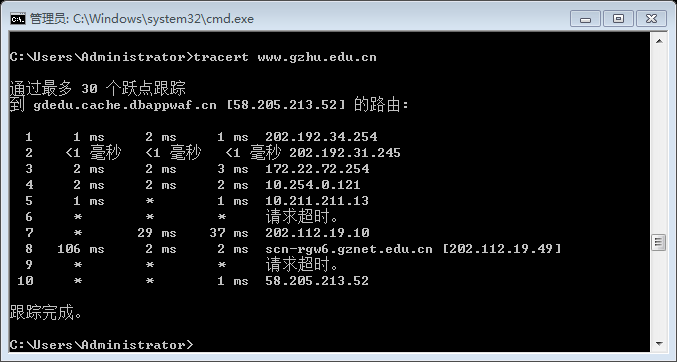 管理员: C:\Windows\system32\cmd.exe
C:\Users\Administrator>tracert www.gzhu.edu.cn
通过最多 30 个跃点跟踪
到 gdedu.cache.dbappwaf.cn [58.205.213.52] 的路由:
1 1 ms 2 ms 1 ms 202.192.34.254
2 <1 毫秒 <1 毫秒 <1 毫秒 202.192.31.245
3 2 ms 2 ms 3 ms 172.22.72.254
4 2 ms 2 ms 2 ms 10.254.0.121
5 1 ms * 1 ms 10.211.211.13
6 * * * 请求超时。
7 * 29 ms 37 ms 202.112.19.10
8 106 ms 2 ms 2 ms scn-rgw6.gznet.edu.cn [202.112.19.49]
9 * * * 请求超时。
10 * * 1 ms 58.205.213.52
跟踪完成。
C:\Users\Administrator>